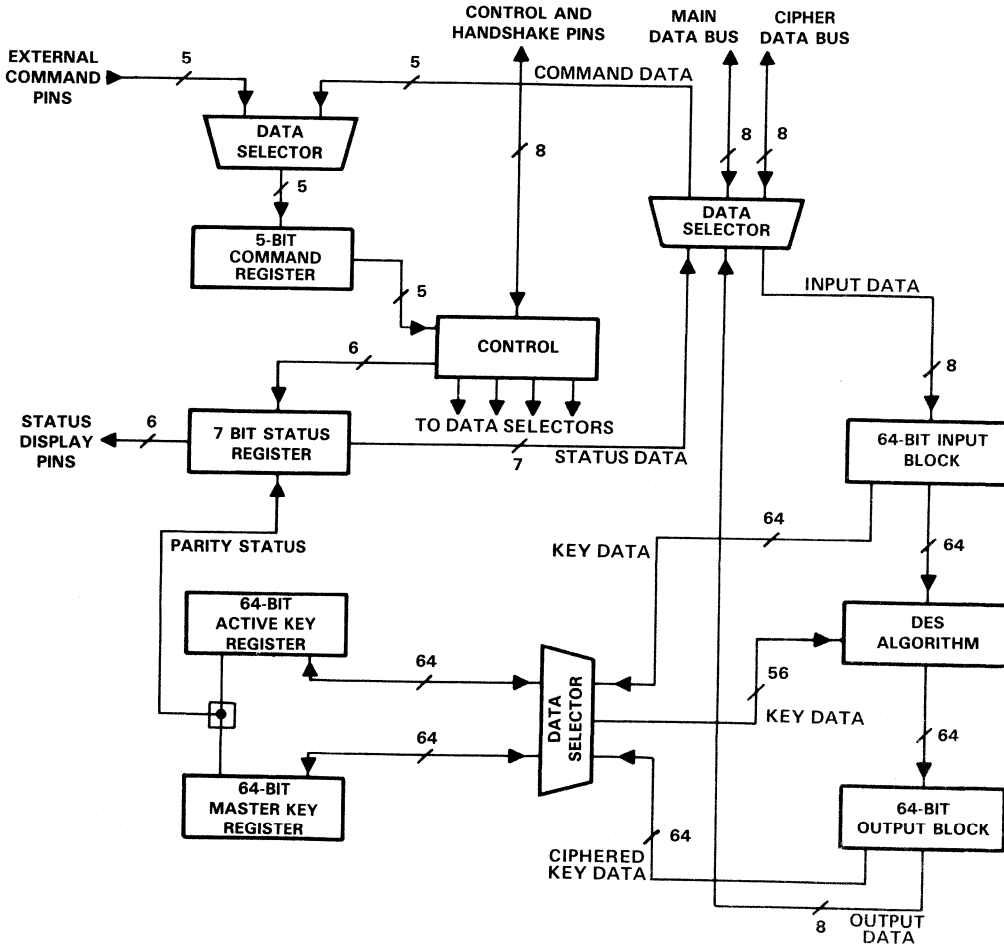 CONTROL AND
HANDSHAKE PINS
MAIN
DATA BUS
CIPHER
DATA BUS
EXTERNAL
COMMAND
PINS
5
5
COMMAND DATA
DATA
SELECTOR
8
8
8
5
DATA
SELECTOR
5-BIT
COMMAND
REGISTER
INPUT DATA
5
CONTROL
6
8
TO DATA SELECTORS
STATUS
DISPLAY
PINS
6
7 BIT STATUS
REGISTER
7
STATUS DATA
64-BIT INPUT
BLOCK
PARITY STATUS
KEY DATA
64
64
64-BIT
ACTIVE KEY
REGISTER
DES
ALGORITHM
64
DATA
SELECTOR
56
KEY DATA
64
64
64-BIT
MASTER KEY
REGISTER
64-BIT
OUTPUT BLOCK
64
CIPHERED
KEY DATA
8
OUTPUT
DATA